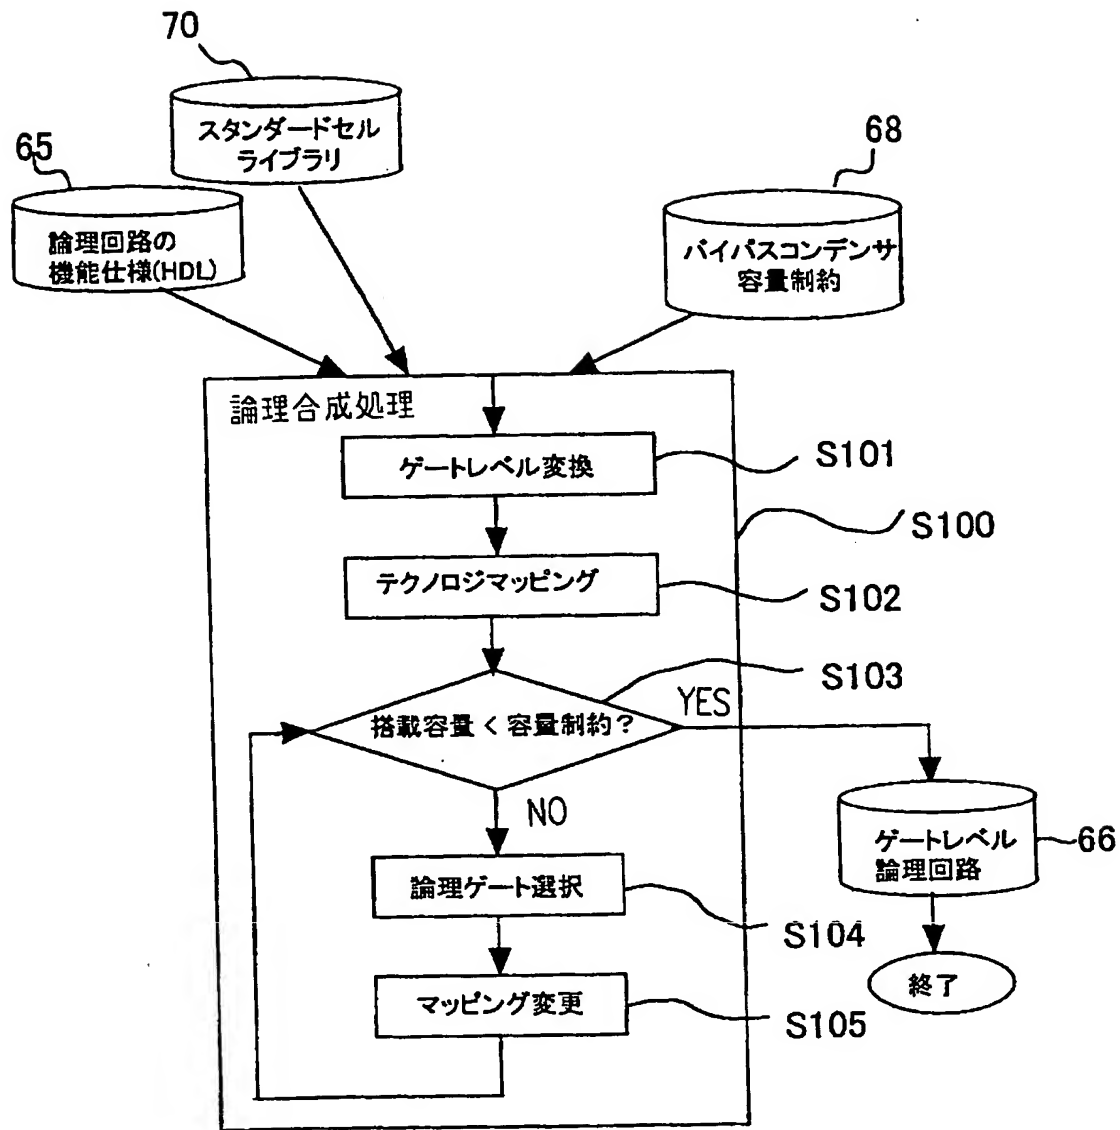 70
スタンダードセル
ライブラリ
65
論理回路の
機能仕様(HDL)
68
バイパスコンデンサ
容量制約
論理合成処理
ゲートレベル変換
S101
S100
テクノロジマッピング
S102
S103
搭載容量 < 容量制約?
YES
NO
ゲートレベル
論理回路
66
論理ゲート選択
S104
終了
マッピング変更
S105